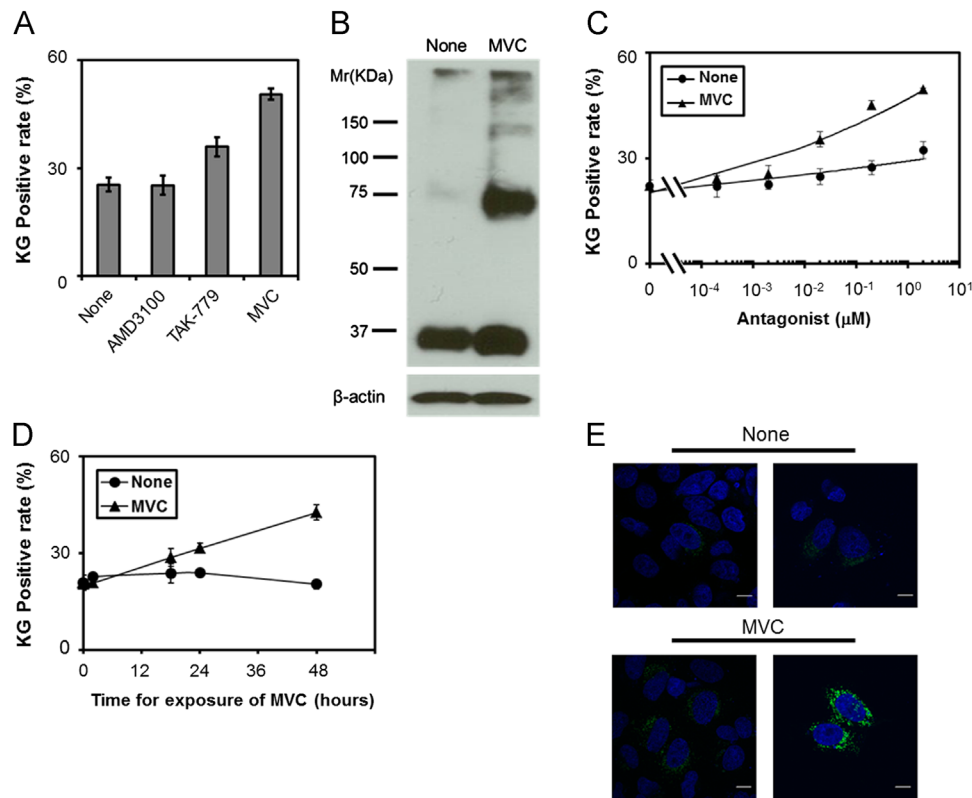 A
KG Positive rate (%)
60
30
0
None
AMD3100
TAK-779
MVC
B
None MVC
Mr(KDa)
150
100
75
50
37
β-actin
C
KG Positive rate (%)
60
30
0
None
MVC
0 10⁻⁴ 10⁻³ 10⁻² 10⁻¹ 10⁰ 10¹
Antagonist (μM)
D
KG Positive rate (%)
60
30
0
None
MVC
0 12 24 36 48
Time for exposure of MVC (hours)
E
None
MVC